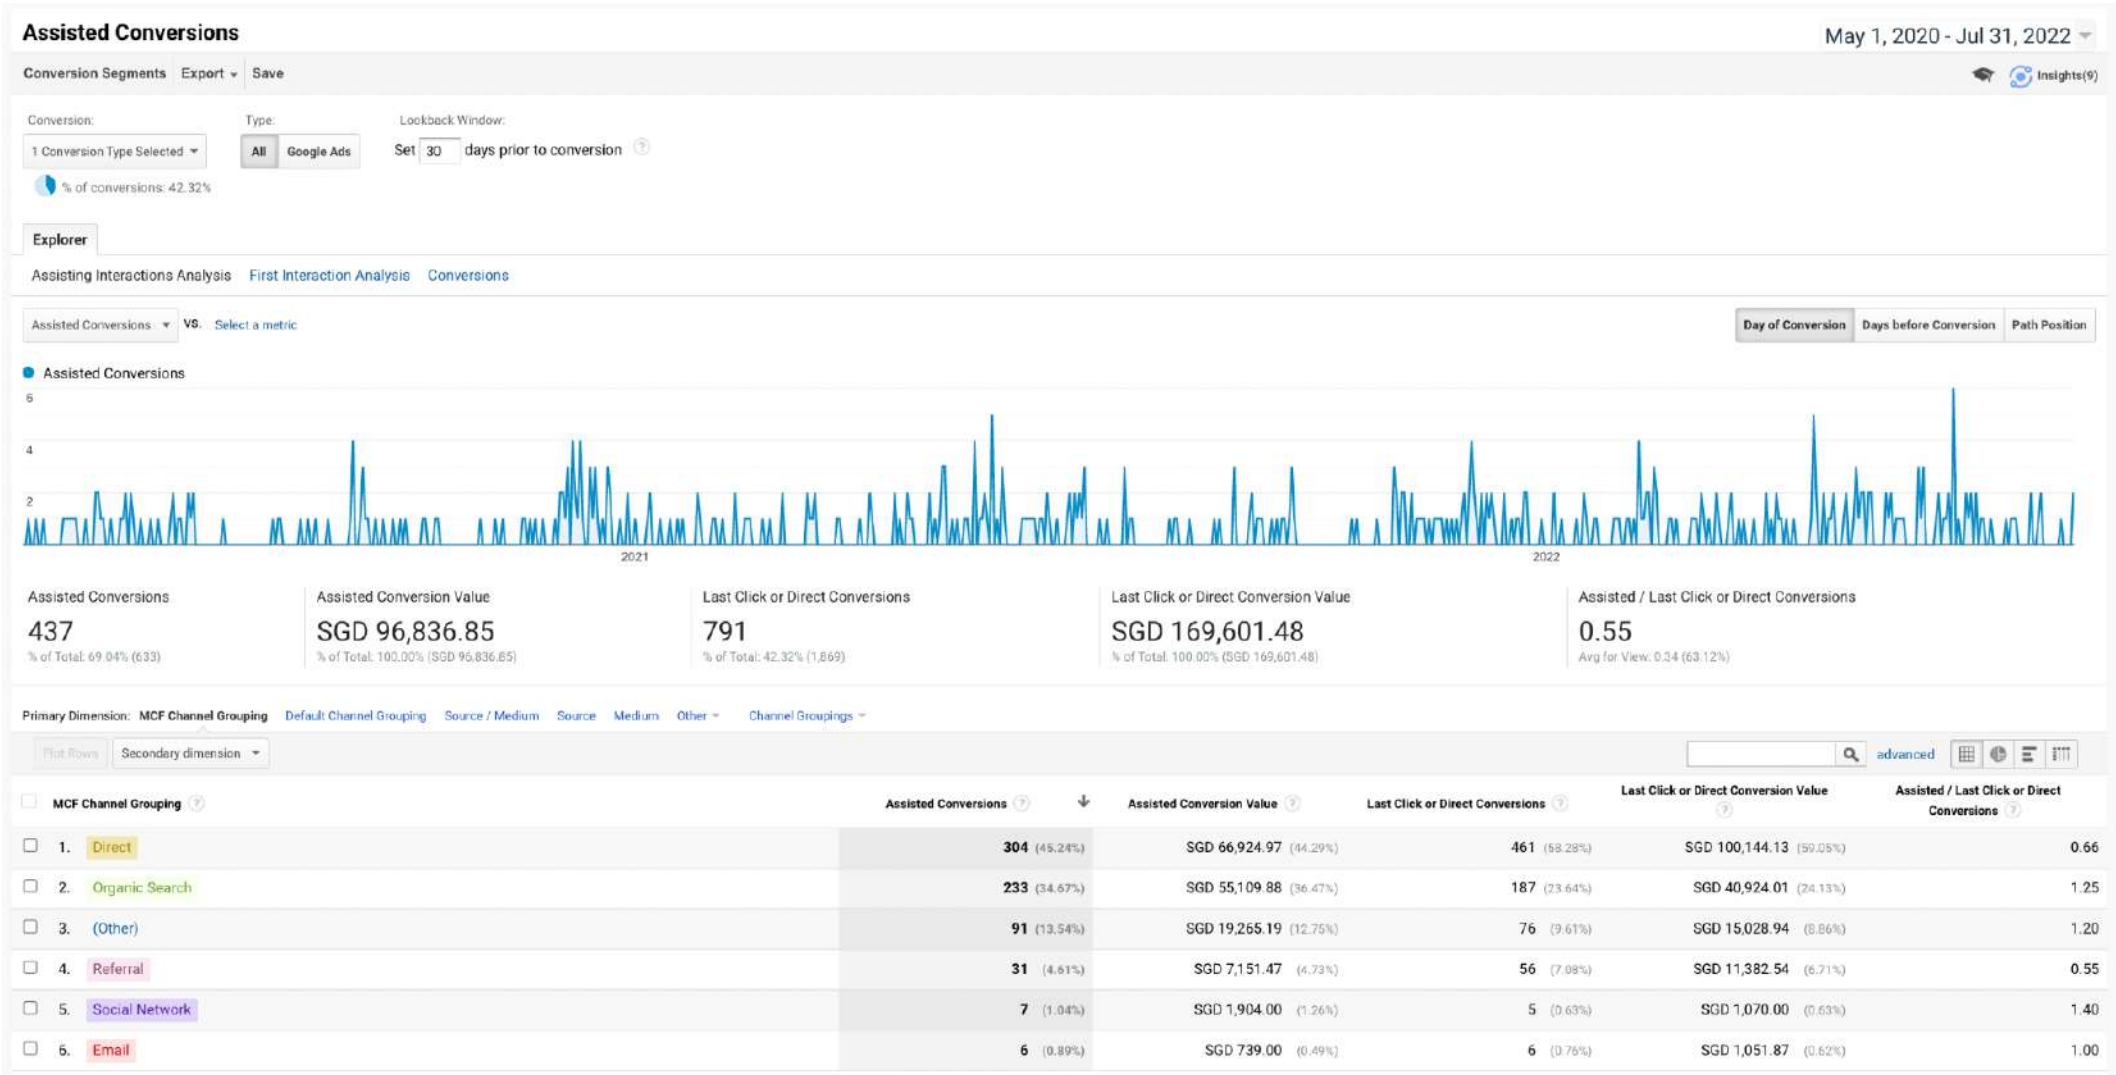 Assisted Conversions
May 1, 2020 - Jul 31, 2022
Conversion Segments Export Save
Insights(9)
Conversion: Type: Lookback Window:
1 Conversion Type Selected All Google Ads Set 30 days prior to conversion ?
% of conversions: 42.32%
Explorer
Assisting Interactions Analysis First Interaction Analysis Conversions
Assisted Conversions VS. Select a metric
Day of Conversion Days before Conversion Path Position
Assisted Conversions
6
4
2
2021 2022
Assisted Conversions Assisted Conversion Value Last Click or Direct Conversions Last Click or Direct Conversion Value Assisted / Last Click or Direct Conversions
437 SGD 96,836.85 791 SGD 169,601.48 0.55
% of Total: 69.04% (633) % of Total: 100.00% (SGD 96,836.85) % of Total: 42.32% (1,869) % of Total: 100.00% (SGD 169,601.48) Avg for View: 0.34 (63.12%)
Primary Dimension: MCF Channel Grouping Default Channel Grouping Source / Medium Source Medium Other Channel Groupings
Plot Rows Secondary dimension advanced
MCF Channel Grouping ? Assisted Conversions ? Assisted Conversion Value ? Last Click or Direct Conversions ? Last Click or Direct Conversion Value ? Assisted / Last Click or Direct Conversions ?
1. Direct 304 (45.24%) SGD 66,924.97 (44.29%) 461 (58.28%) SGD 100,144.13 (59.05%) 0.66
2. Organic Search 233 (34.67%) SGD 55,109.88 (36.47%) 187 (23.64%) SGD 40,924.01 (24.13%) 1.25
3. (Other) 91 (13.54%) SGD 19,265.19 (12.75%) 76 (9.61%) SGD 15,028.94 (8.86%) 1.20
4. Referral 31 (4.61%) SGD 7,151.47 (4.73%) 56 (7.08%) SGD 11,382.54 (6.71%) 0.55
5. Social Network 7 (1.04%) SGD 1,904.00 (1.26%) 5 (0.63%) SGD 1,070.00 (0.63%) 1.40
6. Email 6 (0.89%) SGD 739.00 (0.49%) 6 (0.76%) SGD 1,051.87 (0.62%) 1.00